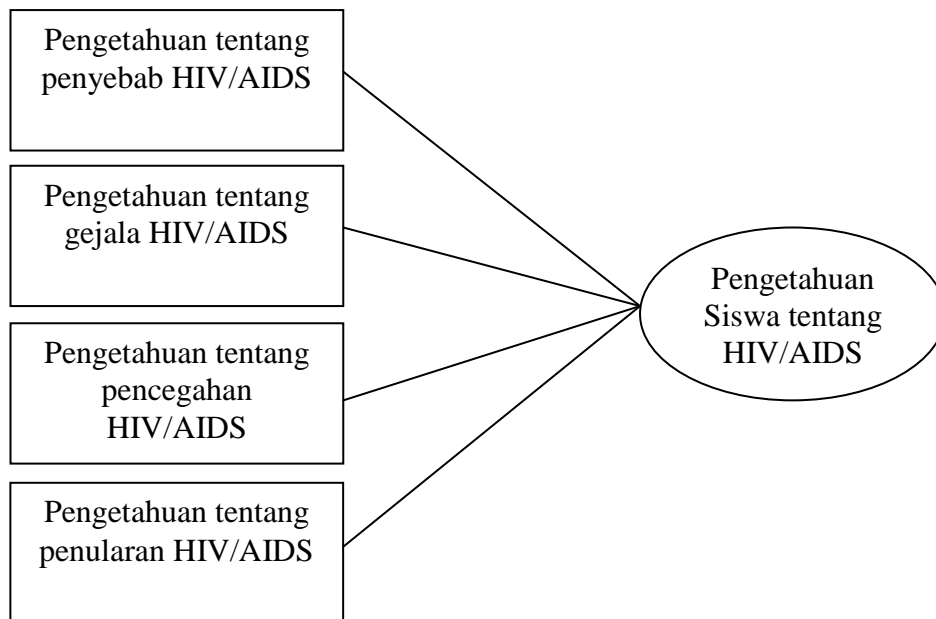 Pengetahuan tentang
penyebab HIV/AIDS
Pengetahuan tentang
gejala HIV/AIDS
Pengetahuan tentang
pencegahan
HIV/AIDS
Pengetahuan tentang
penularan HIV/AIDS
Pengetahuan
Siswa tentang
HIV/AIDS